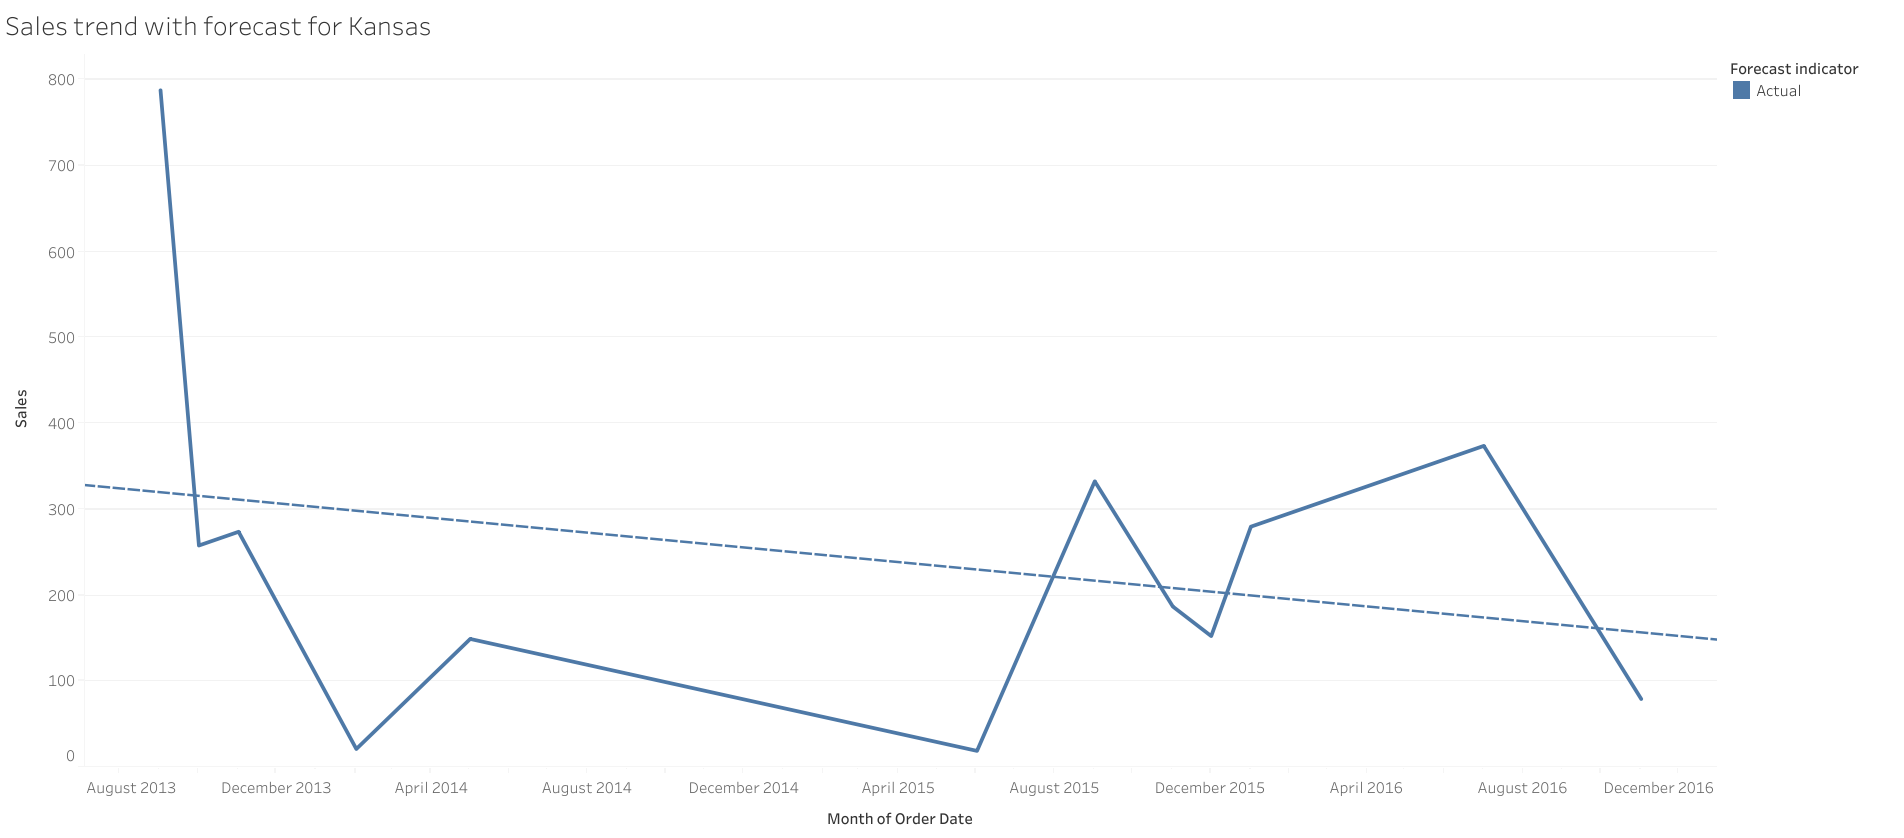 Sales trend with forecast for Kansas
Forecast indicator
Actual
800
700
600
500
400
300
200
100
0
Sales
August 2013 December 2013 April 2014 August 2014 December 2014 April 2015 August 2015 December 2015 April 2016 August 2016 December 2016
Month of Order Date